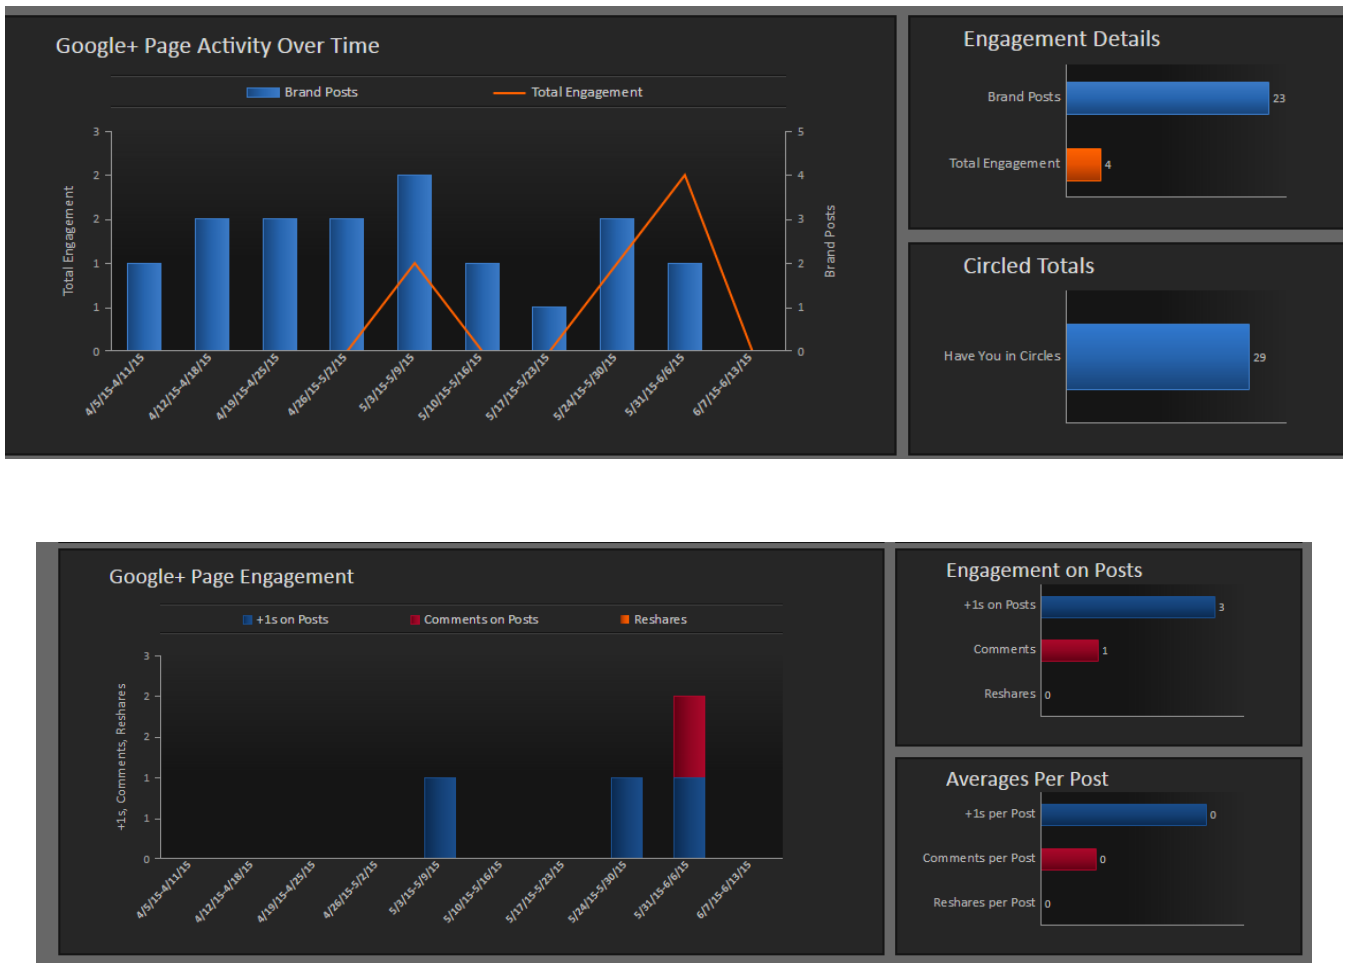 Google+ Page Activity Over Time
Brand Posts Total Engagement
3
2
2
1
1
0
Total Engagement
5
4
3
2
1
0
Brand Posts
4/5/15-4/11/15
4/12/15-4/18/15
4/19/15-4/25/15
4/26/15-5/2/15
5/3/15-5/9/15
5/10/15-5/16/15
5/17/15-5/23/15
5/24/15-5/30/15
5/31/15-6/6/15
6/7/15-6/13/15
Engagement Details
Brand Posts 23
Total Engagement 4
Circled Totals
Have You in Circles 29
Google+ Page Engagement
+1s on Posts Comments on Posts Reshares
3
2
2
1
1
0
+1s, Comments, Reshares
4/5/15-4/11/15
4/12/15-4/18/15
4/19/15-4/25/15
4/26/15-5/2/15
5/3/15-5/9/15
5/10/15-5/16/15
5/17/15-5/23/15
5/24/15-5/30/15
5/31/15-6/6/15
6/7/15-6/13/15
Engagement on Posts
+1s on Posts 3
Comments 1
Reshares 0
Averages Per Post
+1s per Post 0
Comments per Post 0
Reshares per Post 0